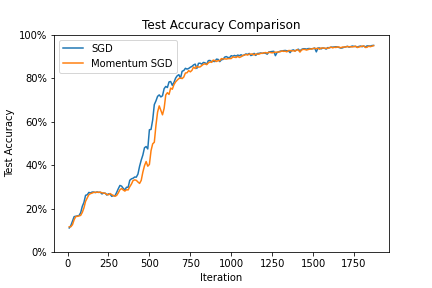 Test Accuracy Comparison
100%
80%
60%
40%
20%
0%
Test Accuracy
SGD
Momentum SGD
0 250 500 750 1000 1250 1500 1750
Iteration